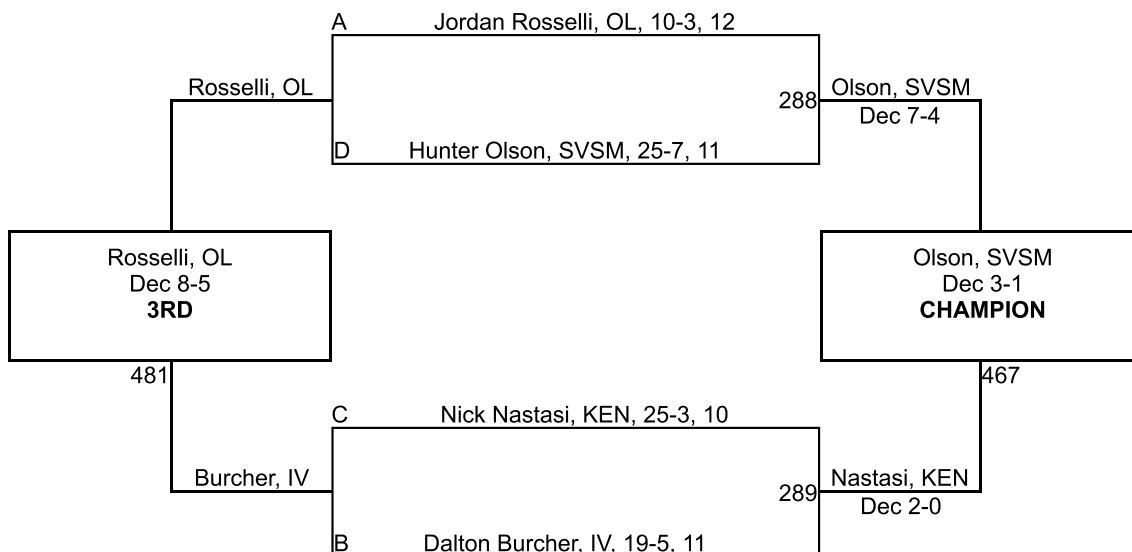 A
Jordan Rosselli, OL, 10-3, 12
Rosselli, OL
288
Olson, SVSM
Dec 7-4
D
Hunter Olson, SVSM, 25-7, 11
Rosselli, OL
Dec 8-5
3RD
Olson, SVSM
Dec 3-1
CHAMPION
481
467
C
Nick Nastasi, KEN, 25-3, 10
Burcher, IV
289
Nastasi, KEN
Dec 2-0
B
Dalton Burcher, IV, 19-5, 11